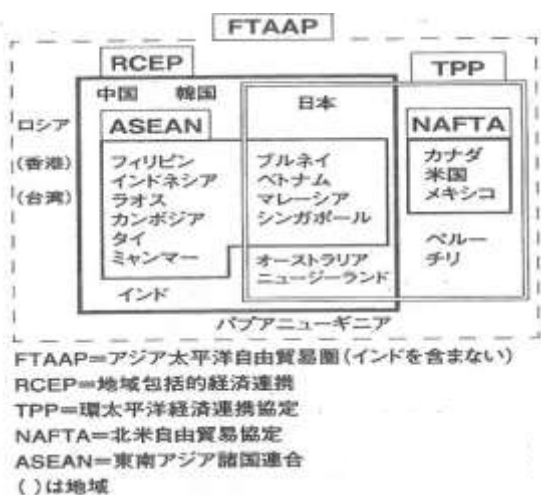 FTAAP
RCEP
TPP
中国 韓国
日本
ロシア
ASEAN
NAFTA
(香港)
フィリピン
ブルネイ
カナダ
インドネシア
ベトナム
米国
(台湾)
ラオス
マレーシア
メキシコ
カンボジア
シンガポール
タイ
ペルー
ミャンマー
オーストラリア
チリ
ニュージーランド
インド
パプアニューギニア
FTAAP=アジア太平洋自由貿易圏(インドを含まない)
RCEP=地域包括的経済連携
TPP=環太平洋経済連携協定
NAFTA=北米自由貿易協定
ASEAN=東南アジア諸国連合
( )は地域